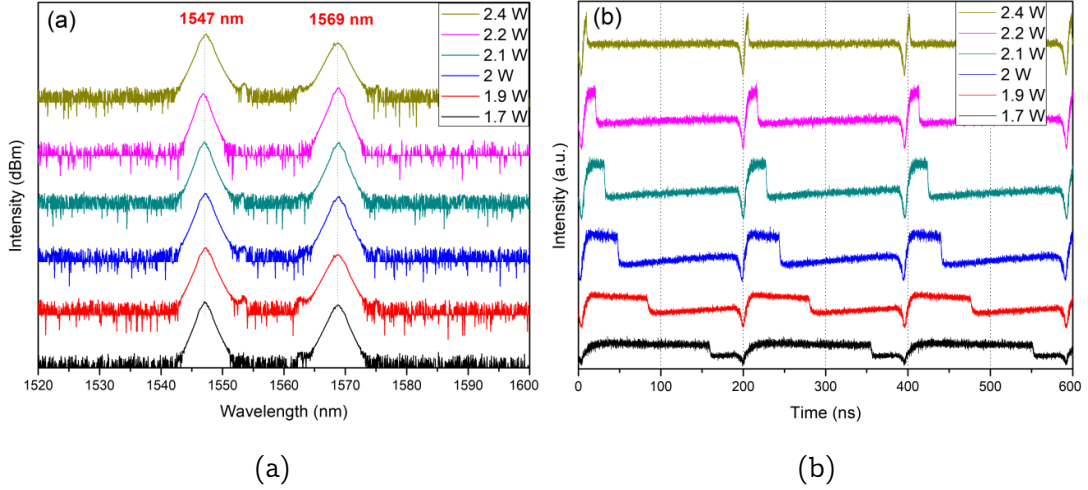 (a)
1547 nm 1569 nm
2.4 W
2.2 W
2.1 W
2 W
1.9 W
1.7 W
Intensity (dBm)
1520 1530 1540 1550 1560 1570 1580 1590 1600
Wavelength (nm)
(a)
(b)
2.4 W
2.2 W
2.1 W
2 W
1.9 W
1.7 W
Intensity (a.u.)
0 100 200 300 400 500 600
Time (ns)
(b)